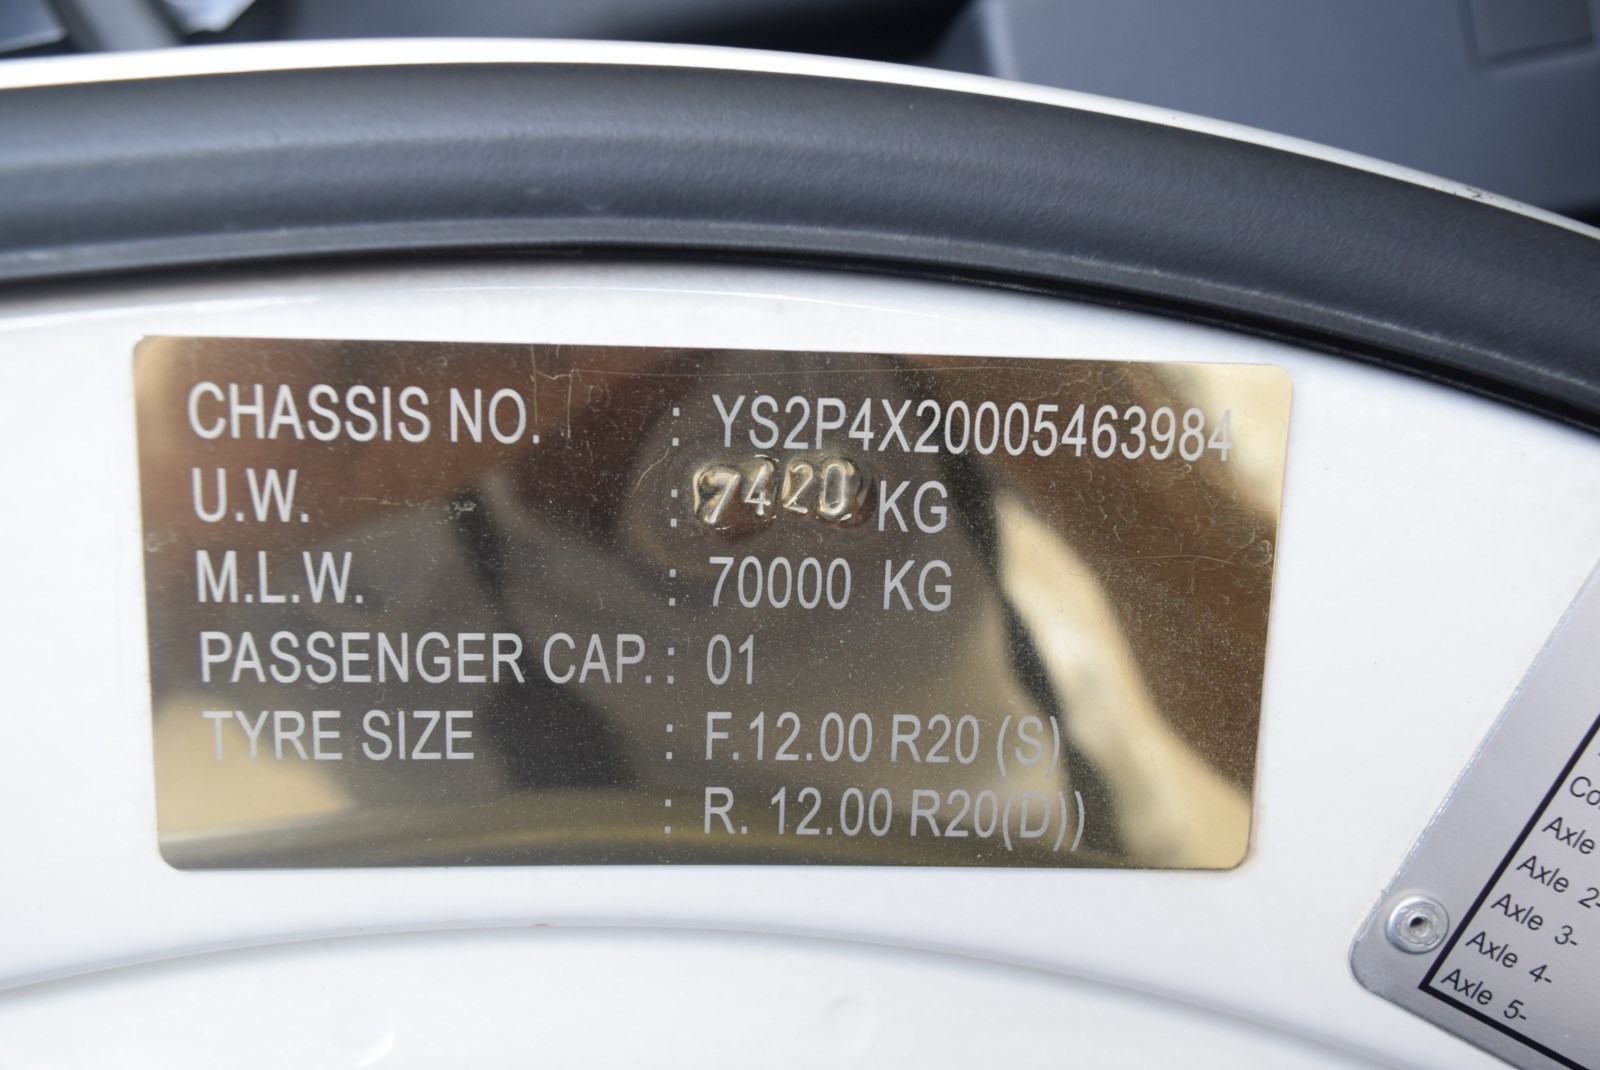 CHASSIS NO. : YS2P4X20005463984
U.W. : 7420 KG
M.L.W. : 70000 KG
PASSENGER CAP. : 01
TYRE SIZE : F.12.00 R20 (S)
: R. 12.00 R20(D))
Axle
Axle 2-
Axle 3-
Axle 4-
Axle 5-